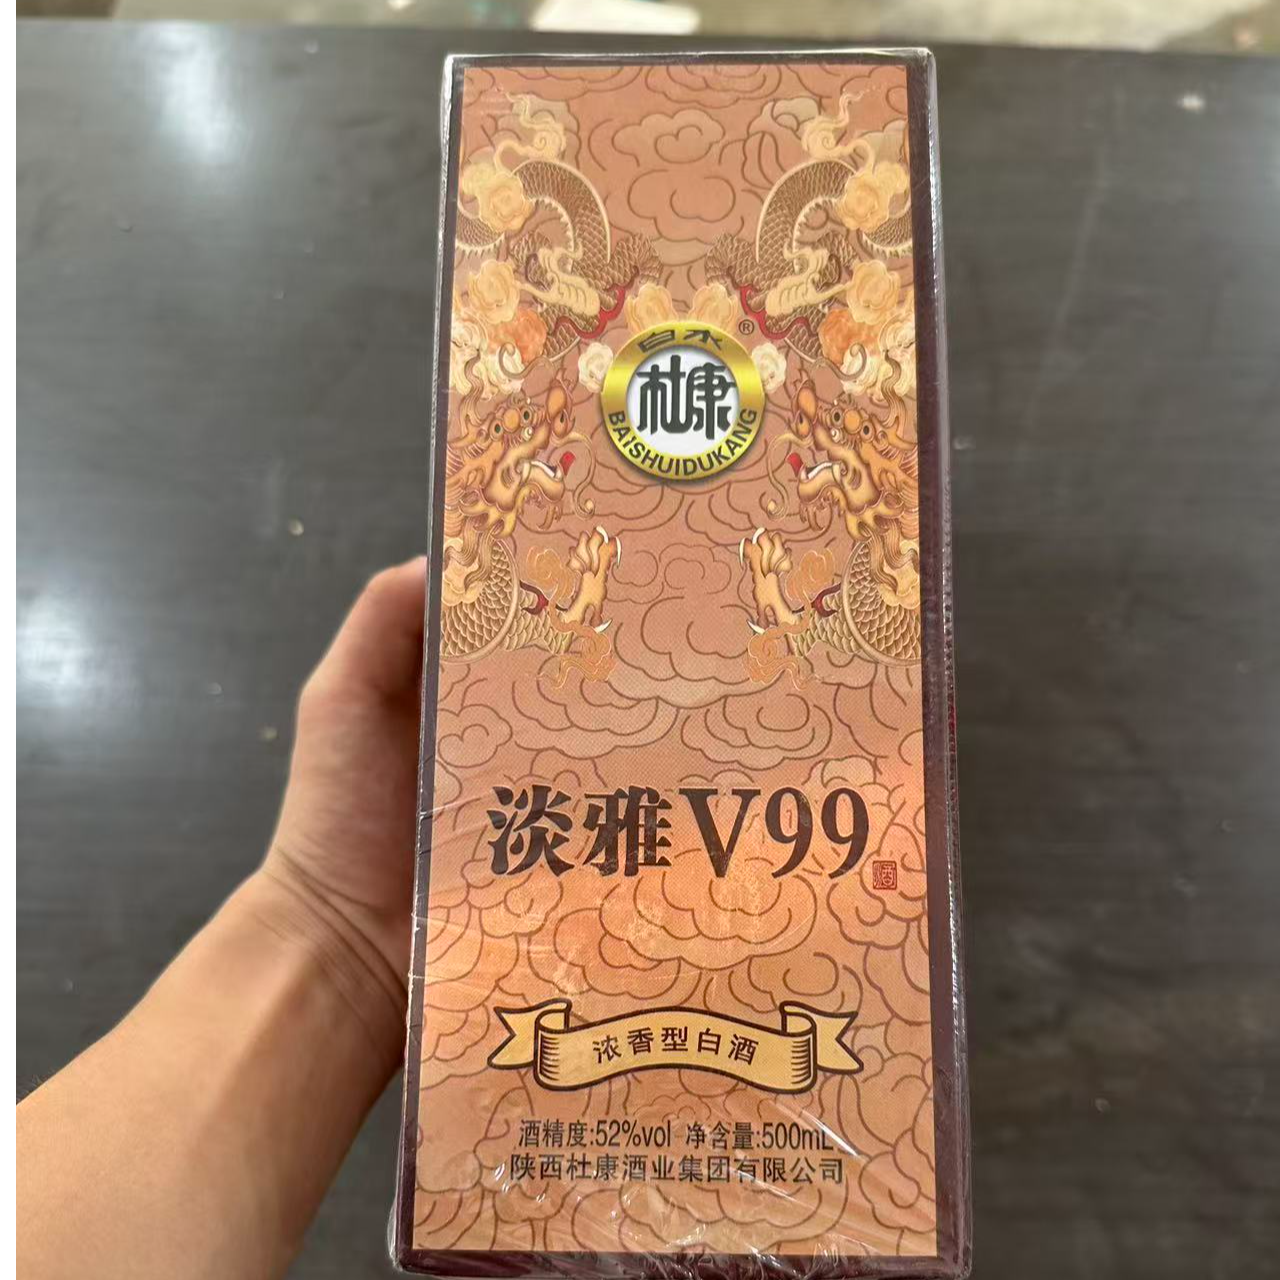 白水
®
杜康
BAISHUIDUKANG
淡雅V99
酒
浓香型白酒
酒精度:52%vol 净含量:500mL
陕西杜康酒业集团有限公司